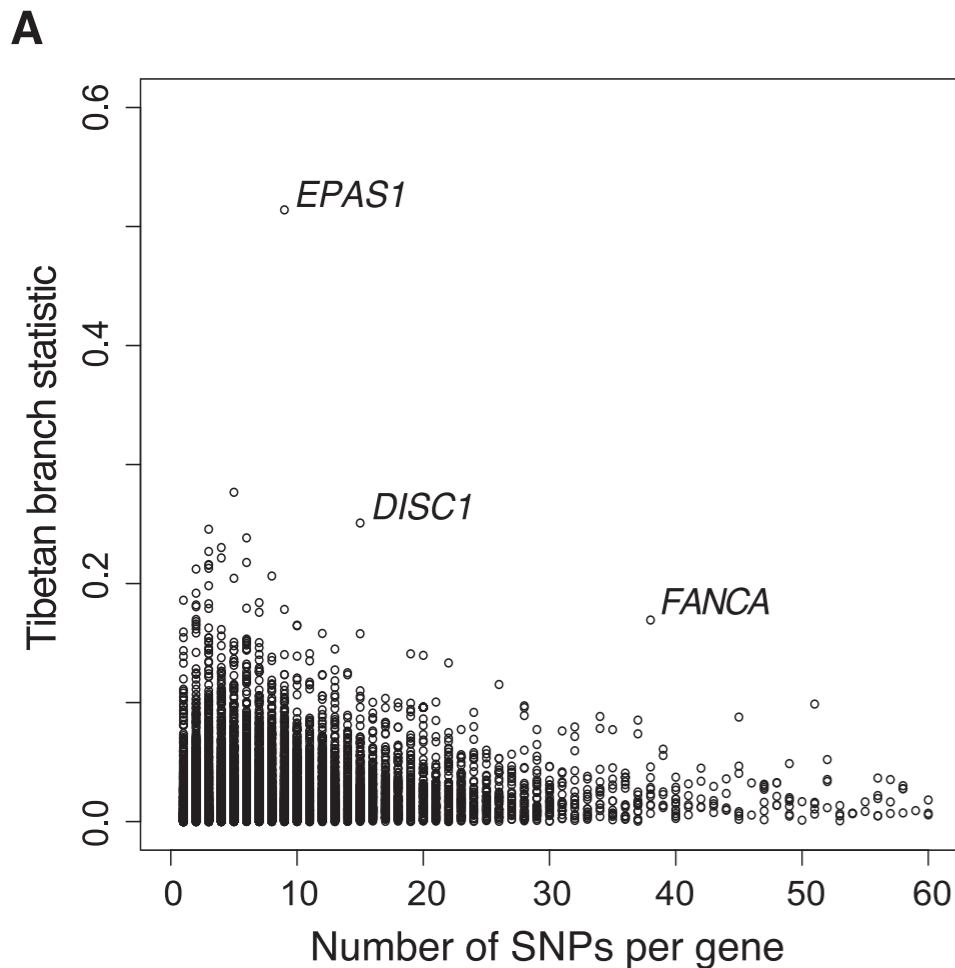 A
0.6
EPAS1
0.4
DISC1
0.2
FANCA
0.0
Tibetan branch statistic
0 10 20 30 40 50 60
Number of SNPs per gene